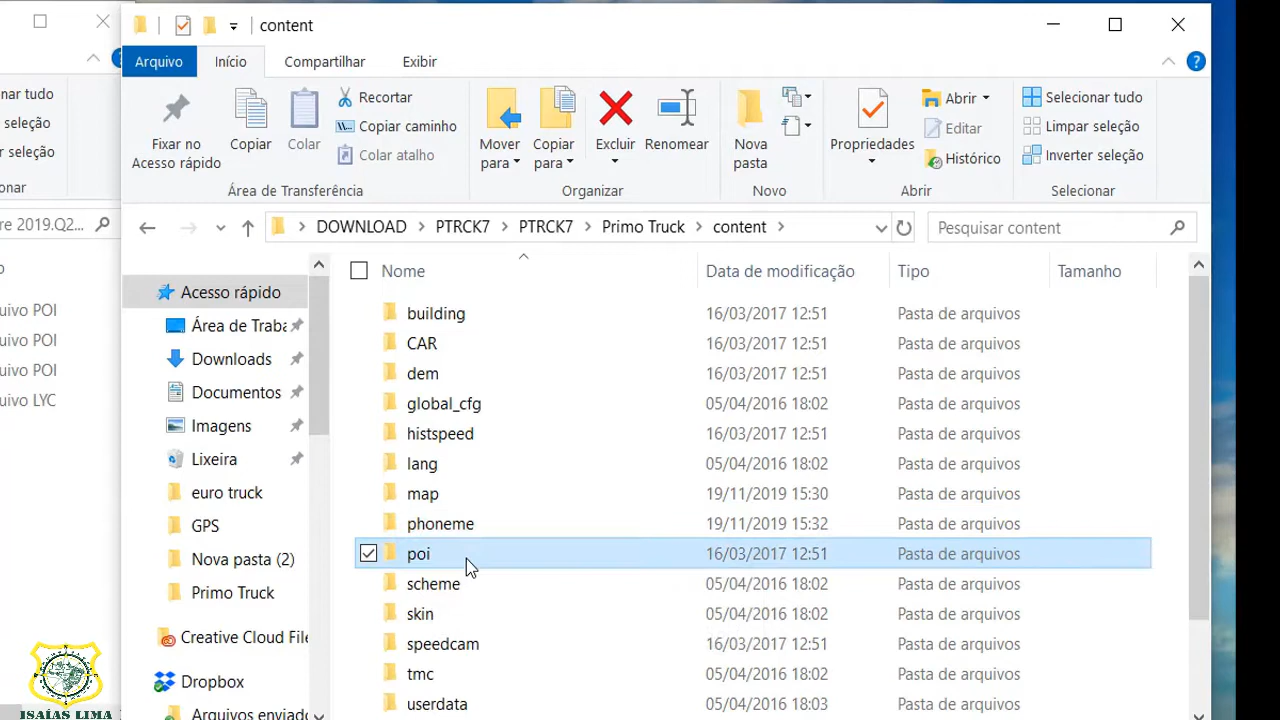 content
Arquivo Início Compartilhar Exibir
nar tudo
seleção
seleção
onar
Fixar no
Acesso rápido
Copiar
Colar
Recortar
Copiar caminho
Colar atalho
Área de Transferência
Mover
para
Copiar
para
Excluir
Renomear
Organizar
Nova
pasta
Novo
Propriedades
Abrir
Editar
Histórico
Abrir
Selecionar tudo
Limpar seleção
Inverter seleção
Selecionar
re 2019.Q2...
DOWNLOAD PTRCK7 PTRCK7 Primo Truck content
Pesquisar content
o
uivo POI
uivo POI
uivo POI
quivo LYC
Acesso rápido
Área de Traba
Downloads
Documentos
Imagens
Lixeira
euro truck
GPS
Nova pasta (2)
Primo Truck
Creative Cloud File
Dropbox
Arquivos enviado
Nome Data de modificação Tipo Tamanho
building 16/03/2017 12:51 Pasta de arquivos
CAR 16/03/2017 12:51 Pasta de arquivos
dem 16/03/2017 12:51 Pasta de arquivos
global_cfg 05/04/2016 18:02 Pasta de arquivos
histspeed 16/03/2017 12:51 Pasta de arquivos
lang 05/04/2016 18:02 Pasta de arquivos
map 19/11/2019 15:30 Pasta de arquivos
phoneme 19/11/2019 15:32 Pasta de arquivos
poi 16/03/2017 12:51 Pasta de arquivos
scheme 05/04/2016 18:02 Pasta de arquivos
skin 05/04/2016 18:02 Pasta de arquivos
speedcam 16/03/2017 12:51 Pasta de arquivos
tmc 05/04/2016 18:02 Pasta de arquivos
userdata 05/04/2016 18:03 Pasta de arquivos
ISAIAS LIMA